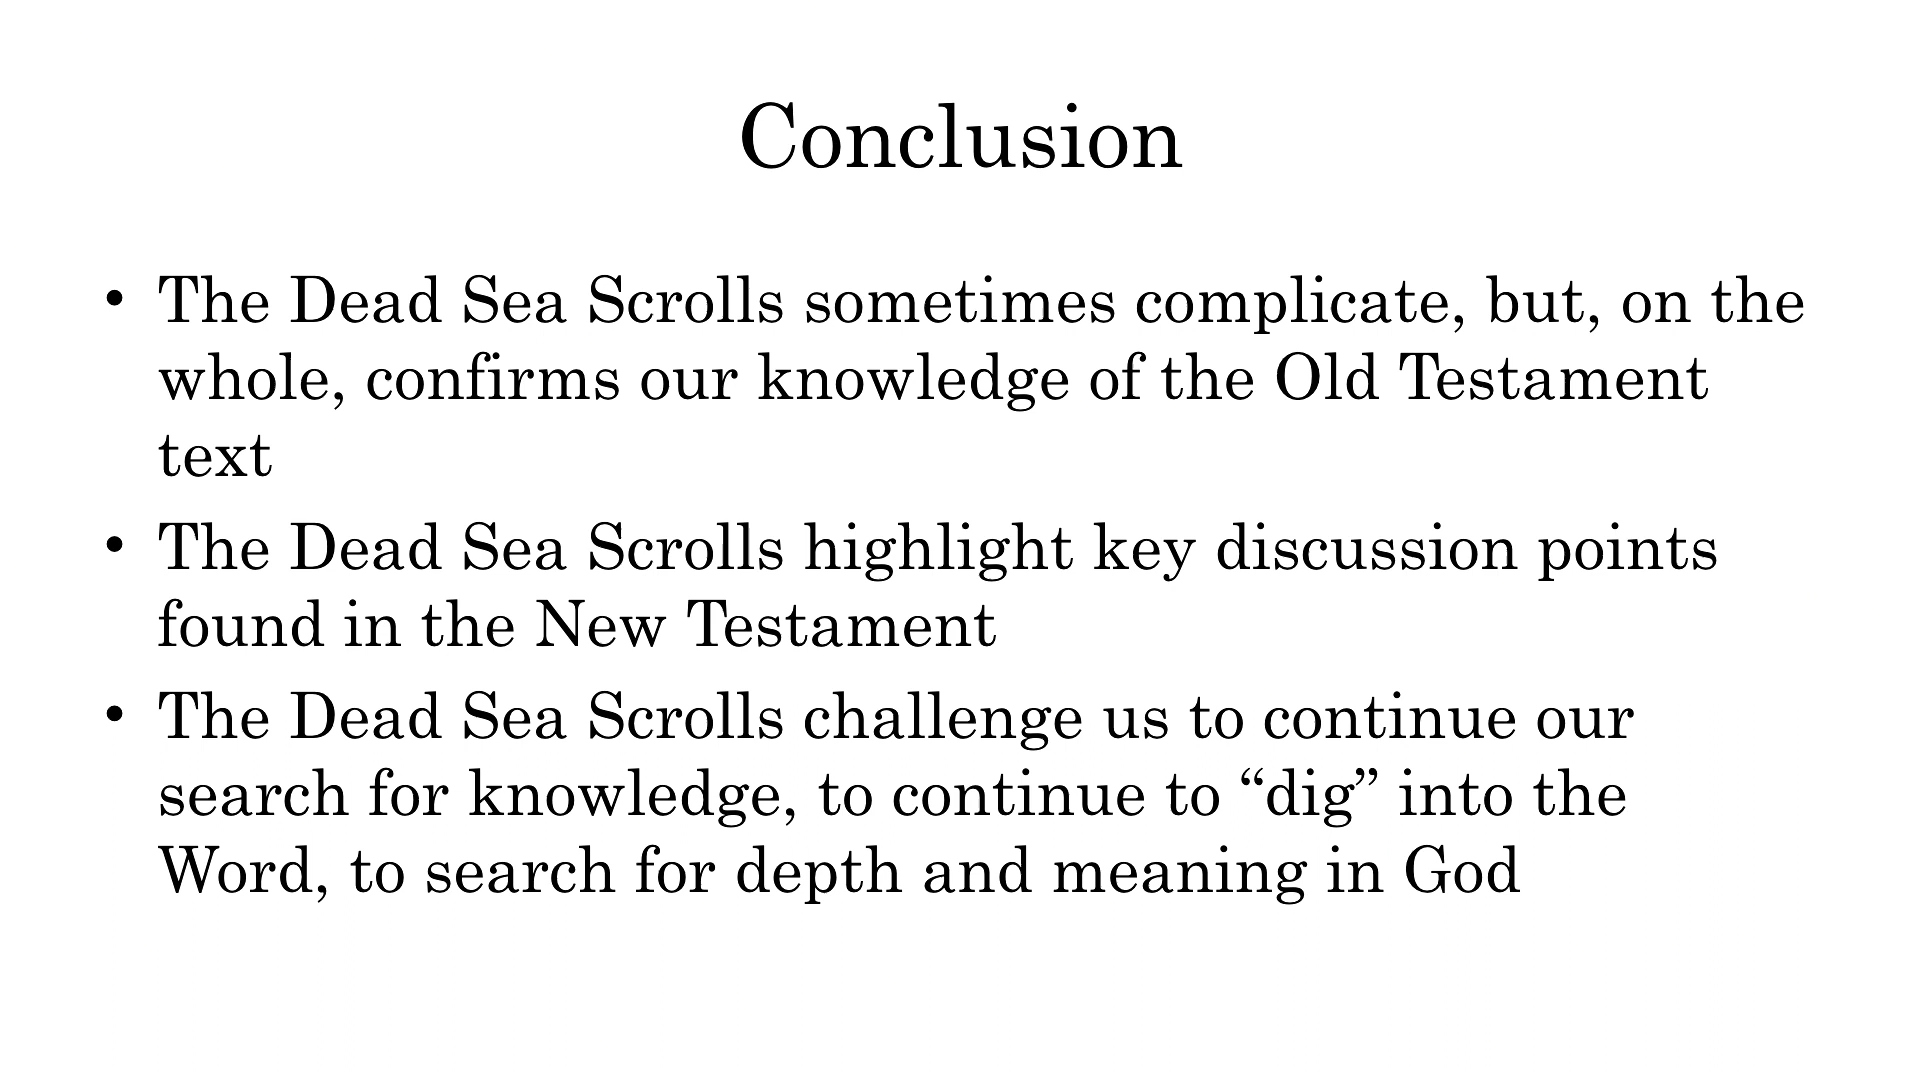 Conclusion
• The Dead Sea Scrolls sometimes complicate, but, on the
whole, confirms our knowledge of the Old Testament
text
• The Dead Sea Scrolls highlight key discussion points
found in the New Testament
• The Dead Sea Scrolls challenge us to continue our
search for knowledge, to continue to “dig” into the
Word, to search for depth and meaning in God